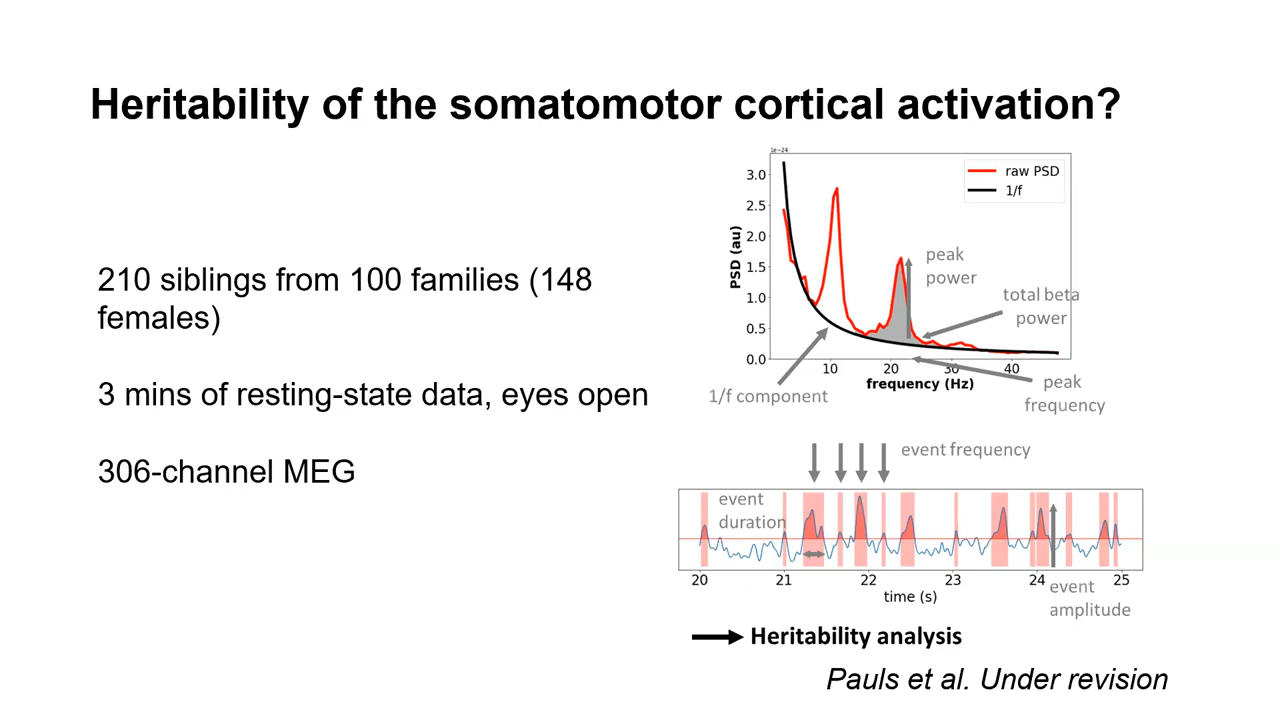 Heritability of the somatomotor cortical activation?
210 siblings from 100 families (148
females)
3 mins of resting-state data, eyes open
306-channel MEG
1e−24
3.0
2.5
2.0
1.5
1.0
0.5
0.0
PSD (au)
raw PSD
1/f
peak
power
total beta
power
10
20
30
40
frequency (Hz)
1/f component
peak
frequency
event frequency
event
duration
20
21
22
23
24
25
time (s)
event
amplitude
Heritability analysis
Pauls et al. Under revision